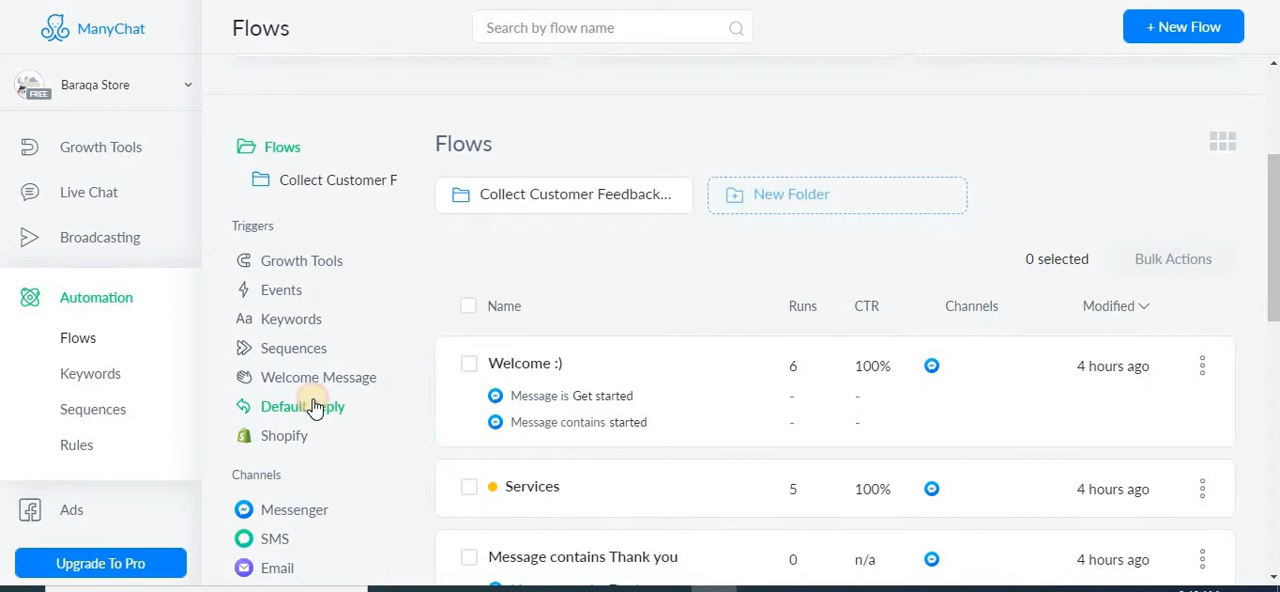 ManyChat
Flows
Search by flow name
+ New Flow
Baraqa Store
FREE
Growth Tools
Live Chat
Broadcasting
Automation
Flows
Keywords
Sequences
Rules
Ads
Upgrade To Pro
Flows
Collect Customer F
Triggers
Growth Tools
Events
Aa Keywords
Sequences
Welcome Message
Default Reply
Shopify
Channels
Messenger
SMS
Email
Flows
Collect Customer Feedback...
New Folder
0 selected
Bulk Actions
Name Runs CTR Channels Modified
Welcome :) 6 100% 4 hours ago
Message is Get started - -
Message contains started - -
Services 5 100% 4 hours ago
Message contains Thank you 0 n/a 4 hours ago